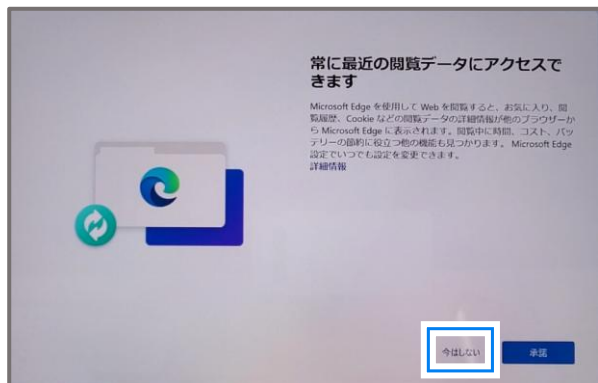 常に最近の閲覧データにアクセスで
きます
Microsoft Edge を使用して Web を閲覧すると、お気に入り、閲
覧履歴、Cookie などの閲覧データの詳細情報が他のブラウザーか
ら Microsoft Edge に表示されます。閲覧中に時間、コスト、バッ
テリーの節約に役立つ他の機能も見つかります。 Microsoft Edge
設定でいつでも設定を変更できます。
詳細情報
今はしない
承諾